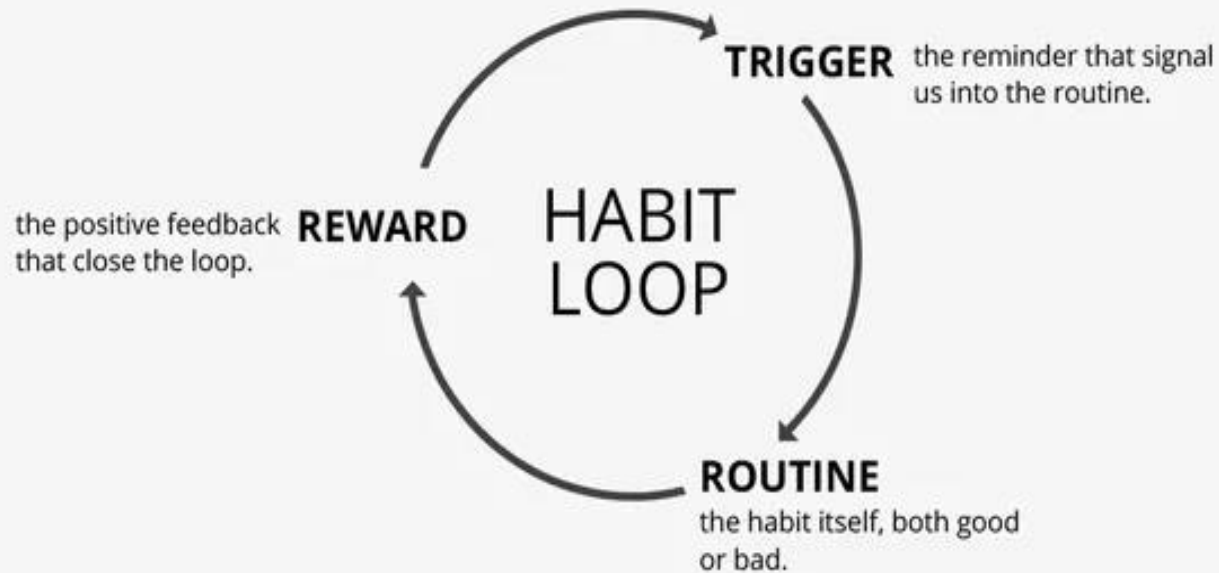 TRIGGER
the reminder that signal
us into the routine.
the positive feedback
that close the loop.
REWARD
HABIT
LOOP
ROUTINE
the habit itself, both good
or bad.